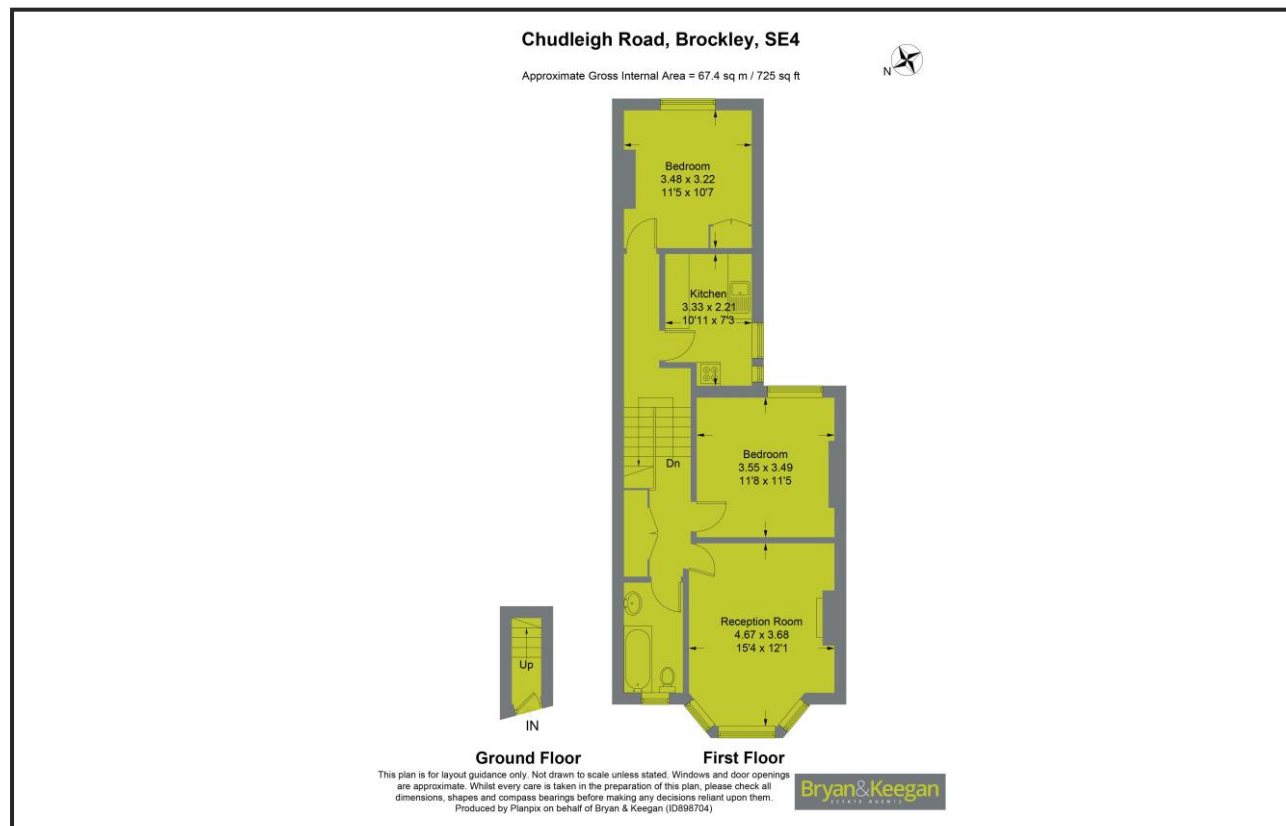 Chudleigh Road, Brockley, SE4
N
Approximate Gross Internal Area = 67.4 sq m / 725 sq ft
Bedroom
3.48 x 3.22
11'5 x 10'7
Kitchen
3.33 x 2.21
10'11 x 7'3
Dn
Bedroom
3.55 x 3.49
11'8 x 11'5
Reception Room
4.67 x 3.68
15'4 x 12'1
Up
IN
Ground Floor
First Floor
This plan is for layout guidance only. Not drawn to scale unless stated. Windows and door openings
are approximate. Whilst every care is taken in the preparation of this plan, please check all
dimensions, shapes and compass bearings before making any decisions reliant upon them.
Produced by Planpix on behalf of Bryan & Keegan (ID898704)
Bryan&Keegan
ESTATE AGENTS